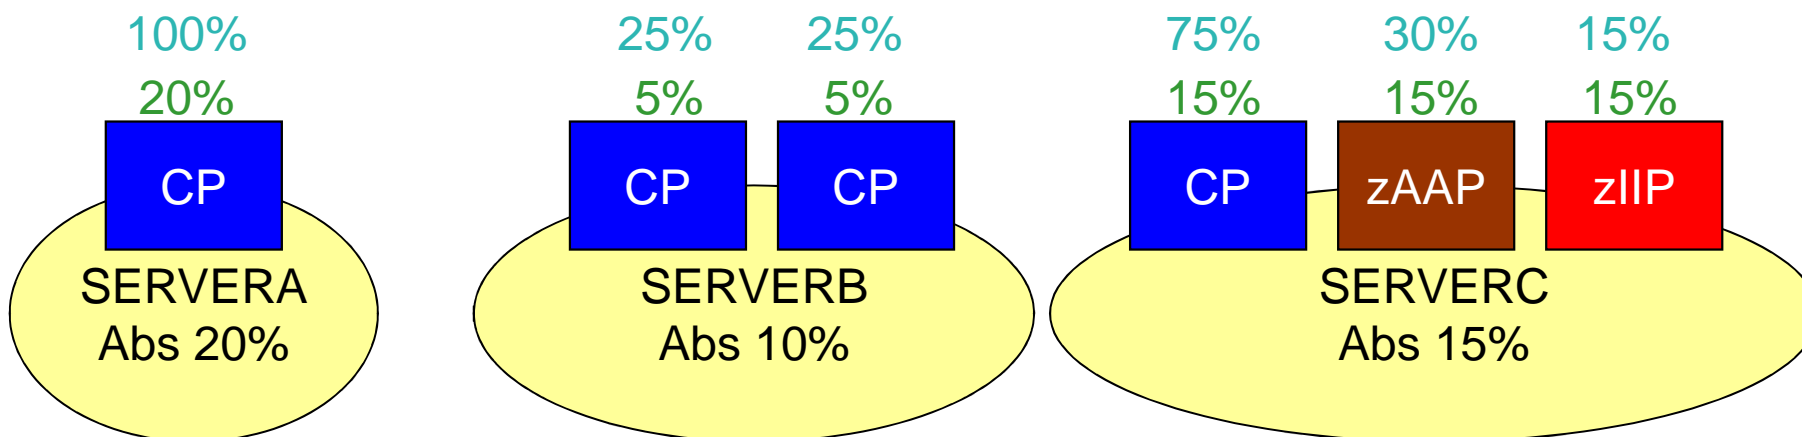 100% 25% 25% 75% 30% 15%
20% 5% 5% 15% 15% 15%
CP CP CP CP zAAP zIIP
SERVERA SERVERB SERVERC
Abs 20% Abs 10% Abs 15%